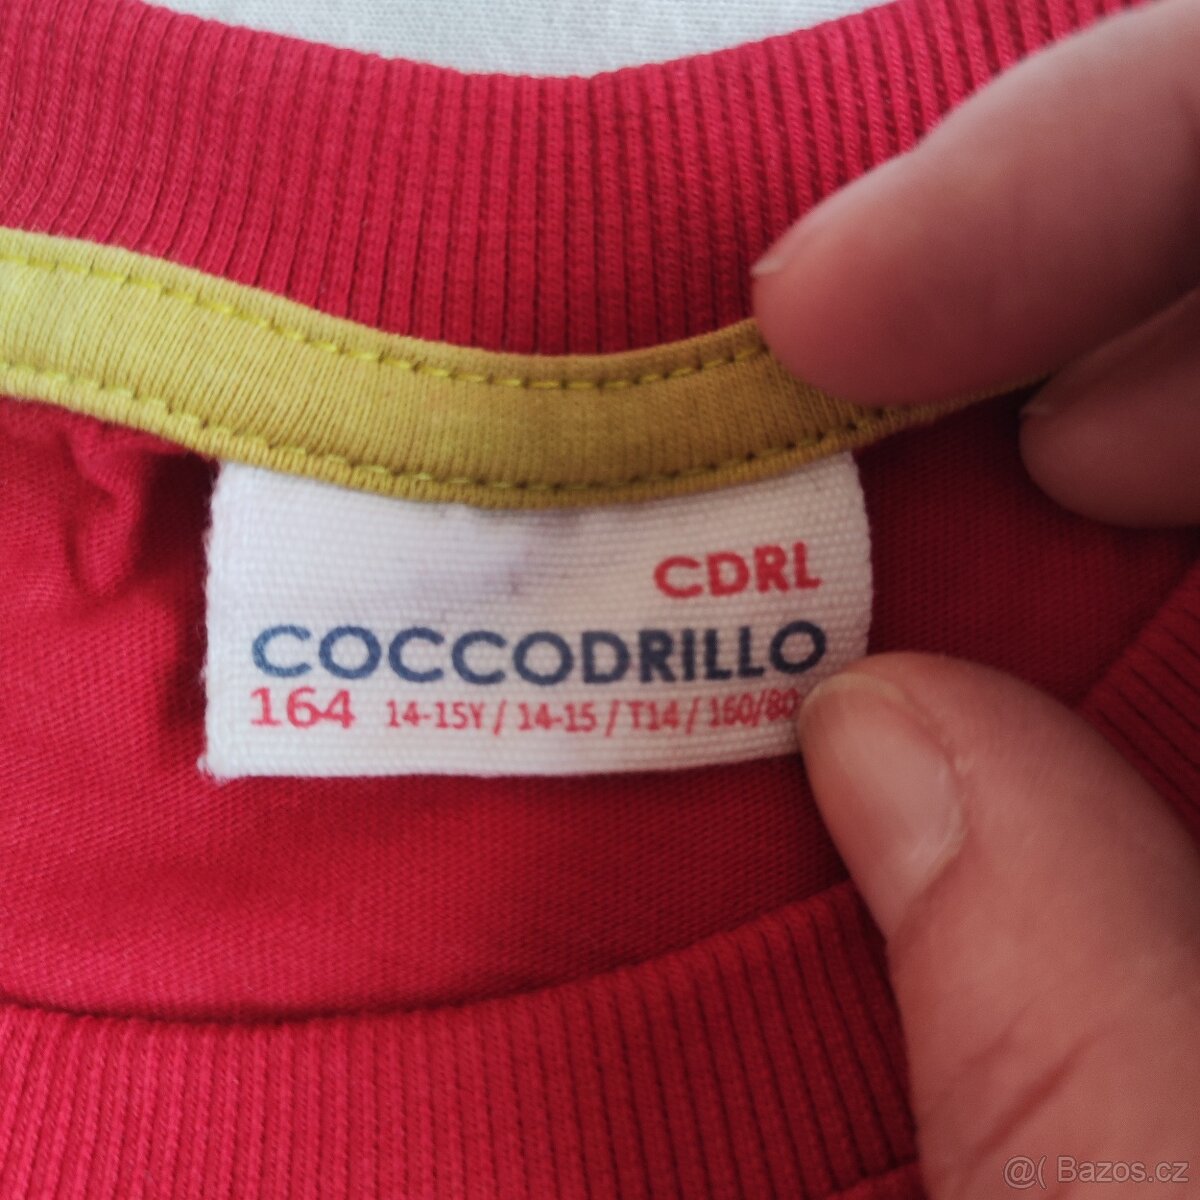 CDRL
COCCODRILLO
164 14-15Y / 14-15 / T14 / 160/80
@( Bazos.cz